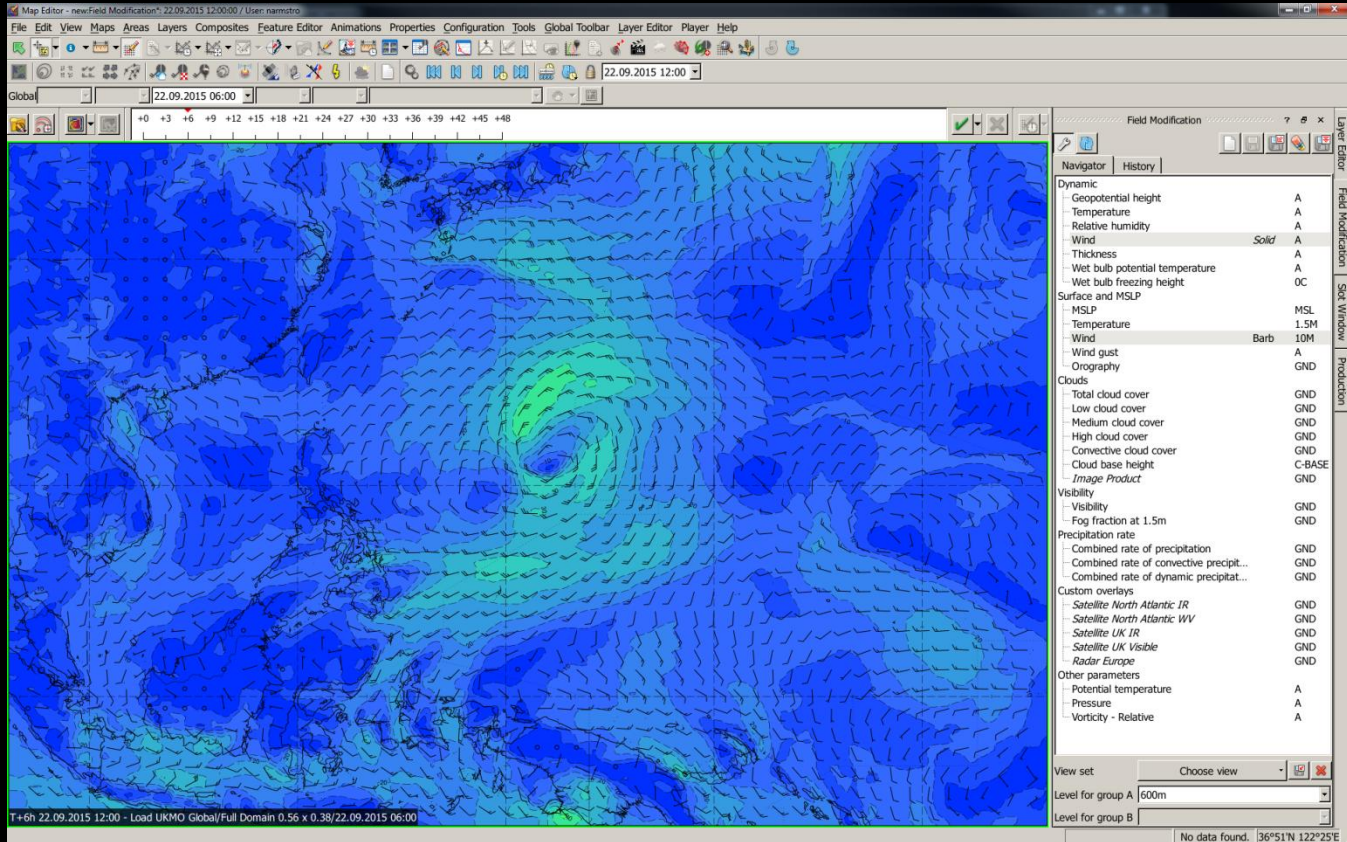 Map Editor - new:Field Modification*: 22.09.2015 12:00:00 / User: narmstro
File Edit View Maps Areas Layers Composites Feature Editor Animations Properties Configuration Tools Global Toolbar Layer Editor Player Help
22.09.2015 12:00
Global 22.09.2015 06:00
+0 +3 +6 +9 +12 +15 +18 +21 +24 +27 +30 +33 +36 +39 +42 +45 +48
Field Modification
Navigator History
Dynamic
Geopotential height A
Temperature A
Relative humidity A
Wind Solid A
Thickness A
Wet bulb potential temperature A
Wet bulb freezing height 0C
Surface and MSLP
MSLP MSL
Temperature 1.5M
Wind Barb 10M
Wind gust A
Orography GND
Clouds
Total cloud cover GND
Low cloud cover GND
Medium cloud cover GND
High cloud cover GND
Convective cloud cover GND
Cloud base height C-BASE
Image Product GND
Visibility
Visibility GND
Fog fraction at 1.5m GND
Precipitation rate
Combined rate of precipitation GND
Combined rate of convective precipit... GND
Combined rate of dynamic precipitat... GND
Custom overlays
Satellite North Atlantic IR GND
Satellite North Atlantic WV GND
Satellite UK IR GND
Satellite UK Visible GND
Radar Europe GND
Other parameters
Potential temperature A
Pressure A
Vorticity - Relative A
View set Choose view
Level for group A 600m
Level for group B
Layer Editor
Field Modification
Slot Window
Production
T+6h 22.09.2015 12:00 - Load UKMO Global/Full Domain 0.56 x 0.38/22.09.2015 06:00
No data found. 36°51'N 122°25'E